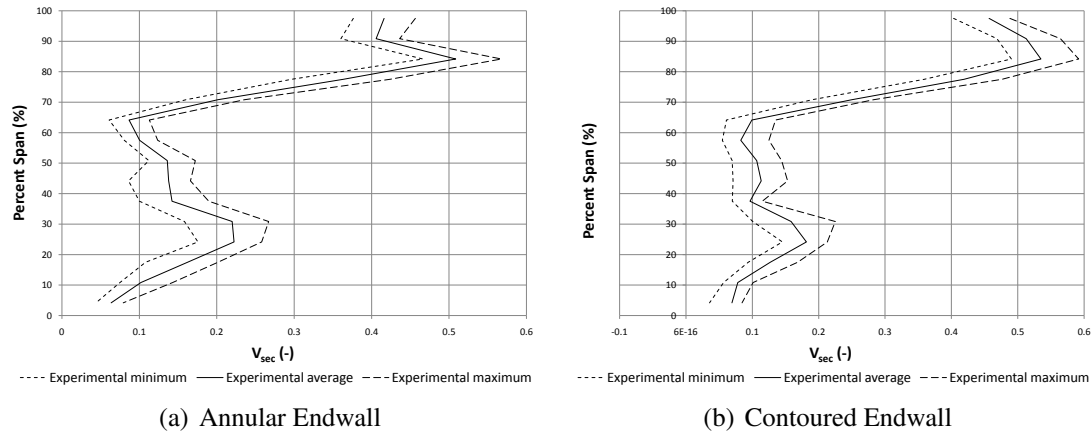 100
90
80
70
60
50
40
30
20
10
0
Percent Span (%)
0 0.1 0.2 0.3 0.4 0.5 0.6
Vsec (-)
Experimental minimum Experimental average Experimental maximum
(a) Annular Endwall
100
90
80
70
60
50
40
30
20
10
0
Percent Span (%)
-0.1 6E-16 0.1 0.2 0.3 0.4 0.5 0.6
Vsec (-)
Experimental minimum Experimental average Experimental maximum
(b) Contoured Endwall